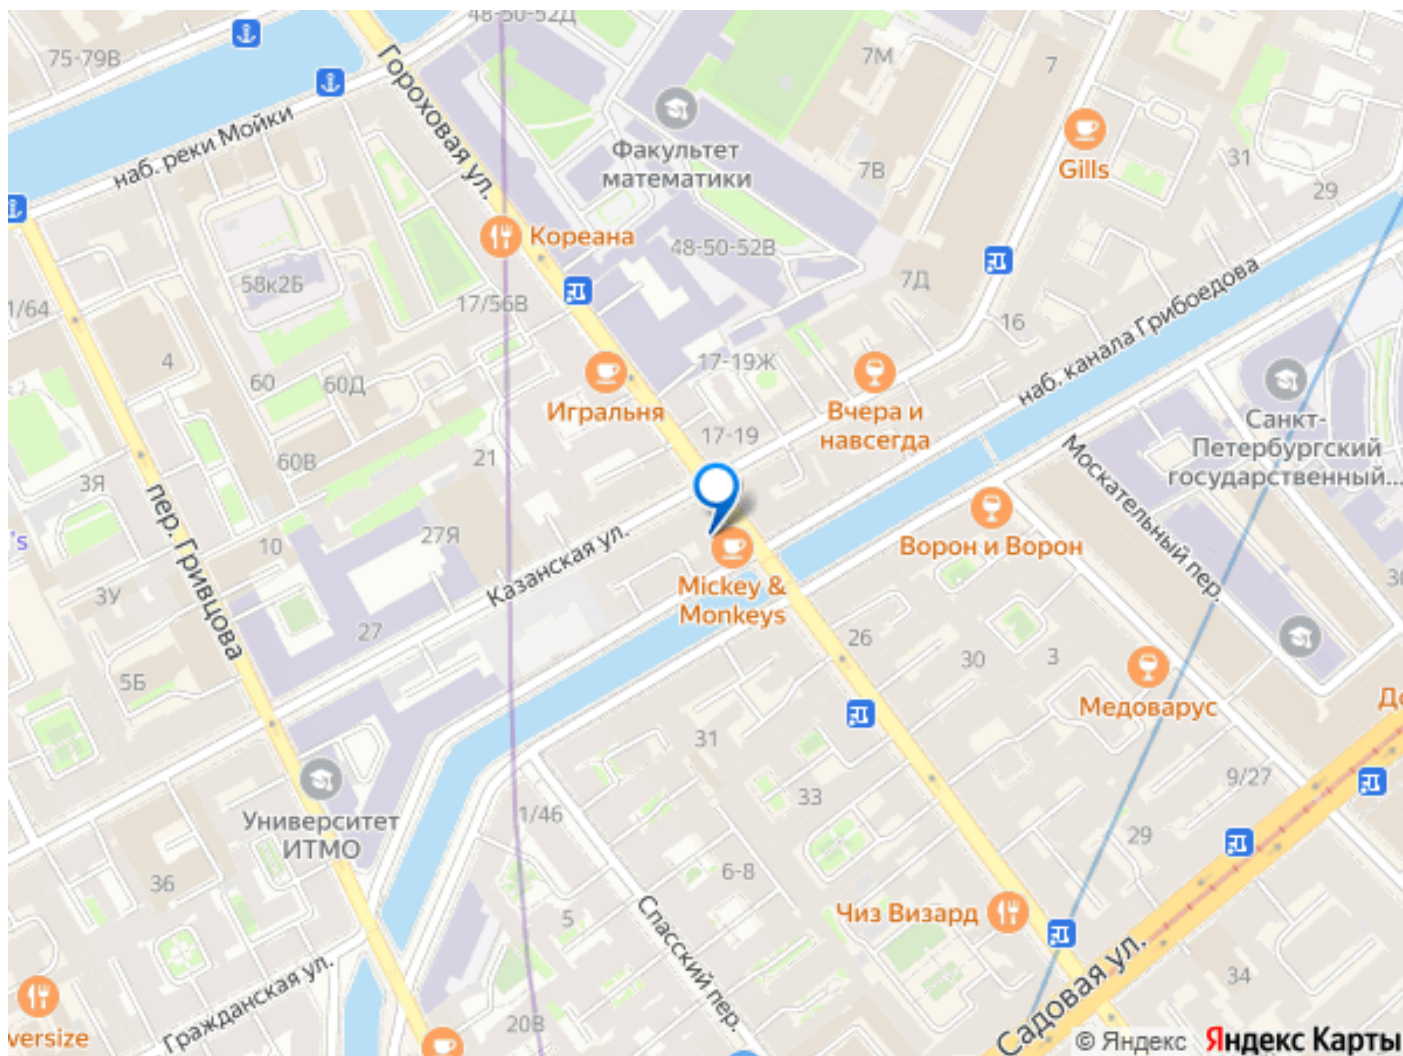 48-50-52Д
75-79В
7М
7
Гороховая ул.
наб. реки Мойки
Факультет
математики
7В
Gills
31
29
Кореана
48-50-52В
58к2Б
17/56В
7Д
1/64
16
наб. канала Грибоедова
4
60
60Д
17-19Ж
Игральня
Вчера и
навсегда
Санкт-
Петербургский
государственный...
17-19
21
60В
3Я
пер. Гривцова
's
10
27Я
Казанская ул.
Москательный пер.
Ворон и Ворон
Mickey &
Monkeys
3У
27
5Б
26
30
3
Медоварус
31
33
9/27
29
1/46
Университет
ИТМО
36
6-8
5
Чиз Визард
Спасский пер.
Садовая ул.
34
Гражданская ул.
20В
versize
© Яндекс Яндекс Карты